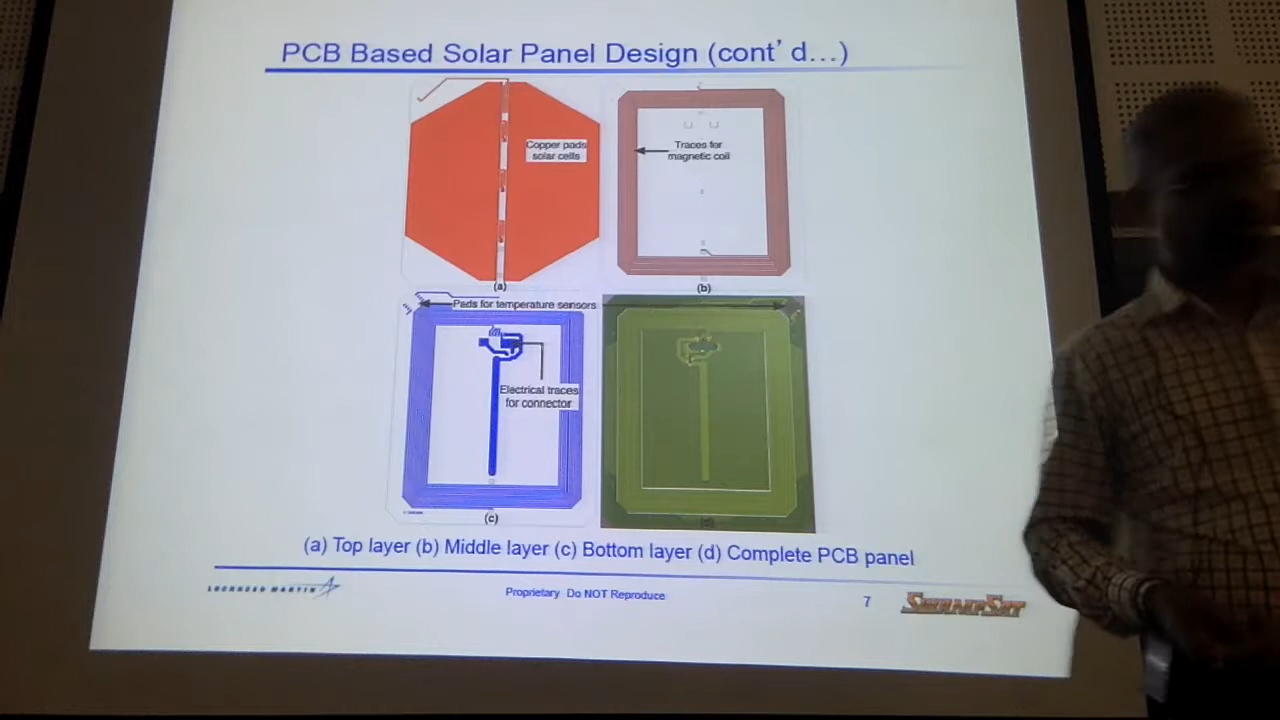 PCB Based Solar Panel Design (cont'd...)
Copper pads
solar cells
(a)
Traces for
magnetic coil
(b)
Pads for temperature sensors
Electrical traces
for connector
(c)
(d)
(a) Top layer (b) Middle layer (c) Bottom layer (d) Complete PCB panel
LOCKHEED MARTIN
Proprietary Do NOT Reproduce
7
SWAMPSAT